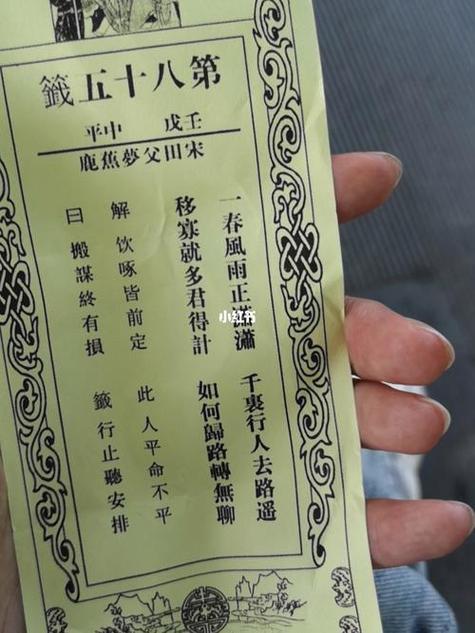 第八十五籤
壬戊 中平
宋田父夢蕉鹿
一春風雨正瀟瀟 千裏行人去路遙
移寡就多君得計 如何歸路轉無聊
解 饮啄皆前定 此人平命不平
曰 搬謀終有損 籤行止聽安排
小红书